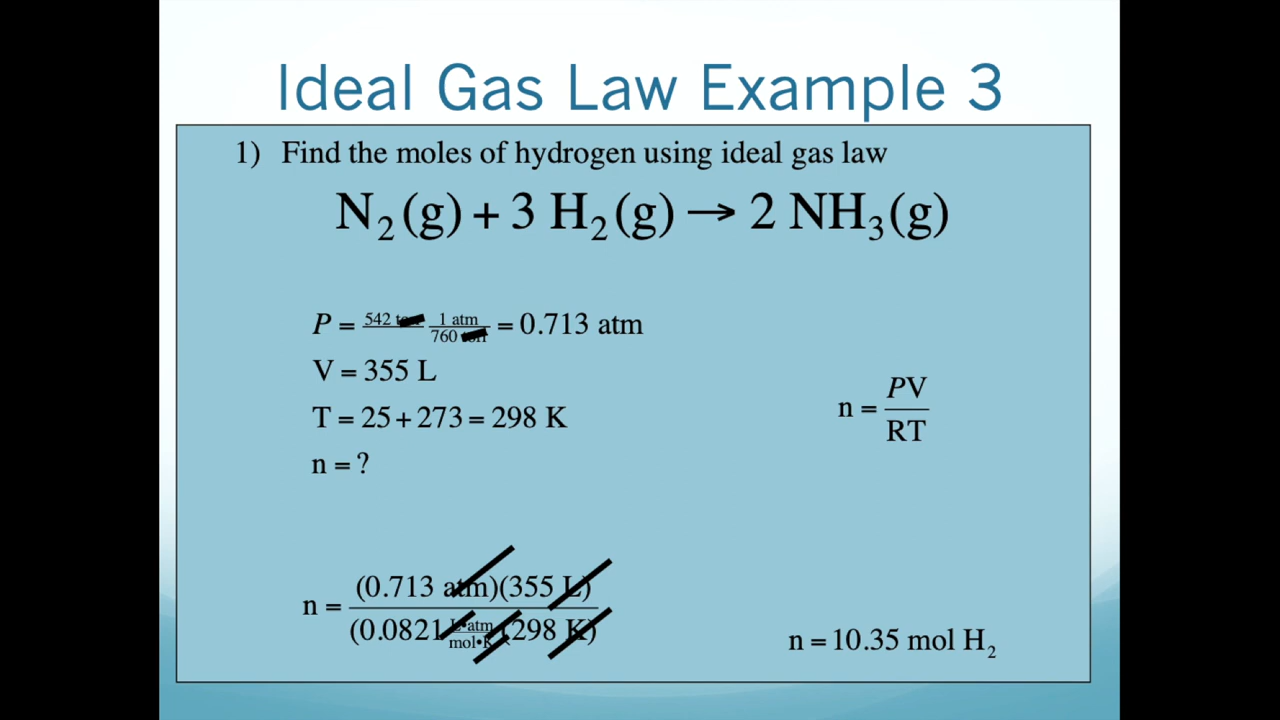 Ideal Gas Law Example 3
1) Find the moles of hydrogen using ideal gas law
N₂(g) + 3 H₂(g) → 2 NH₃(g)
P = 542 torr / 1 atm / 760 torr = 0.713 atm
V = 355 L
T = 25 + 273 = 298 K
n = ?
n = PV / RT
n = (0.713 atm)(355 L) / (0.0821 L•atm / mol•K)(298 K)
n = 10.35 mol H₂